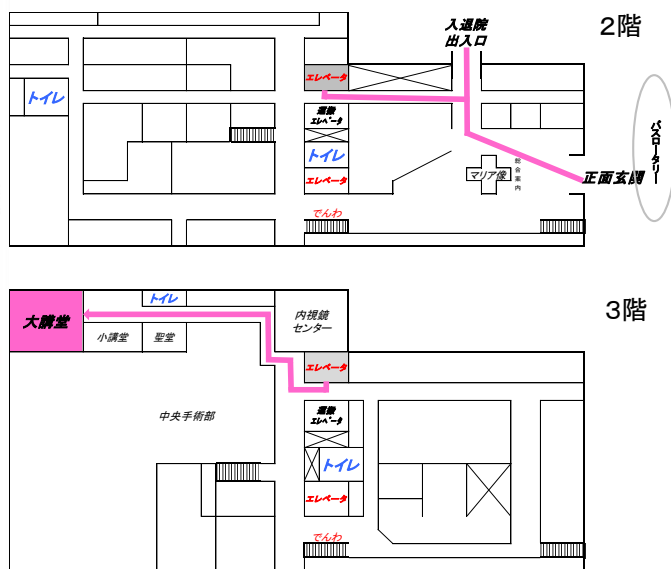 入退院
出入口
2階
エレベータ
トイレ
運搬
エレベータ
トイレ
エレベータ
マリア像
総合案内
正面玄関
バスロータリー
でんわ
3階
大講堂
トイレ
小講堂
聖堂
内視鏡
センター
エレベータ
中央手術部
運搬
エレベータ
トイレ
エレベータ
でんわ